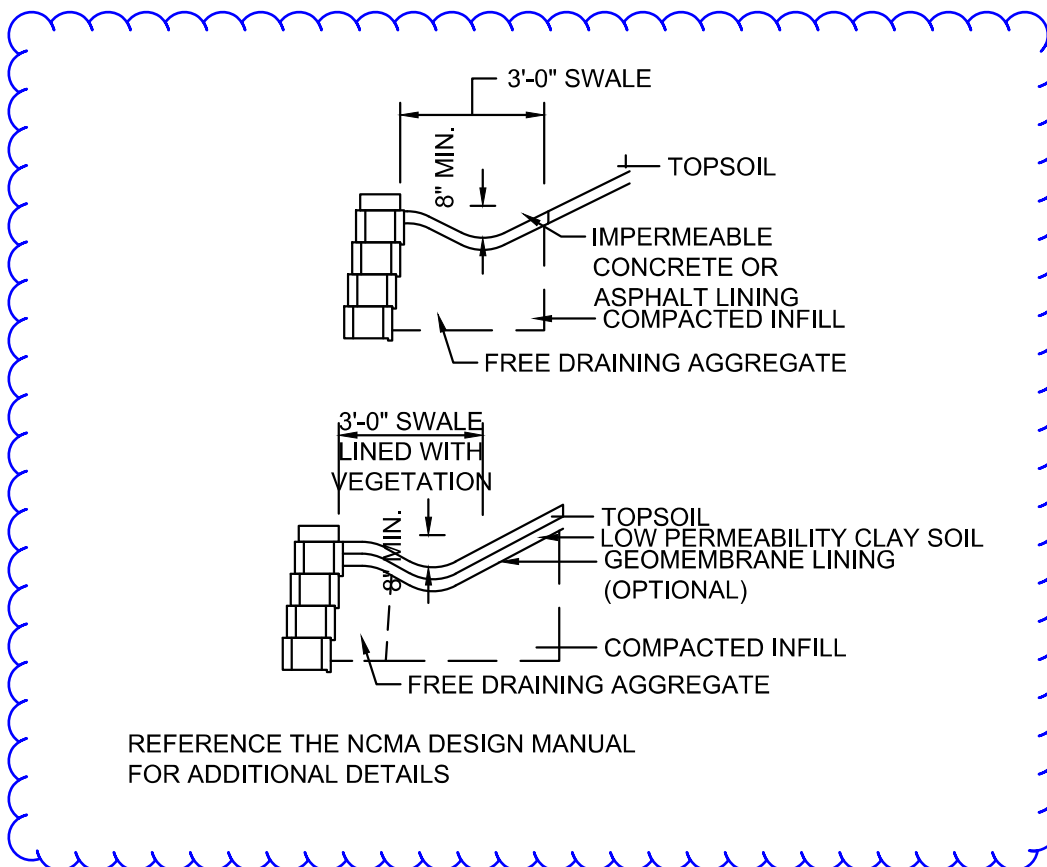 3'-0" SWALE
8" MIN.
TOPSOIL
IMPERMEABLE
CONCRETE OR
ASPHALT LINING
COMPACTED INFILL
FREE DRAINING AGGREGATE
3'-0" SWALE
LINED WITH
VEGETATION
8" MIN.
TOPSOIL
LOW PERMEABILITY CLAY SOIL
GEOMEMBRANE LINING
(OPTIONAL)
COMPACTED INFILL
FREE DRAINING AGGREGATE
REFERENCE THE NCMA DESIGN MANUAL
FOR ADDITIONAL DETAILS